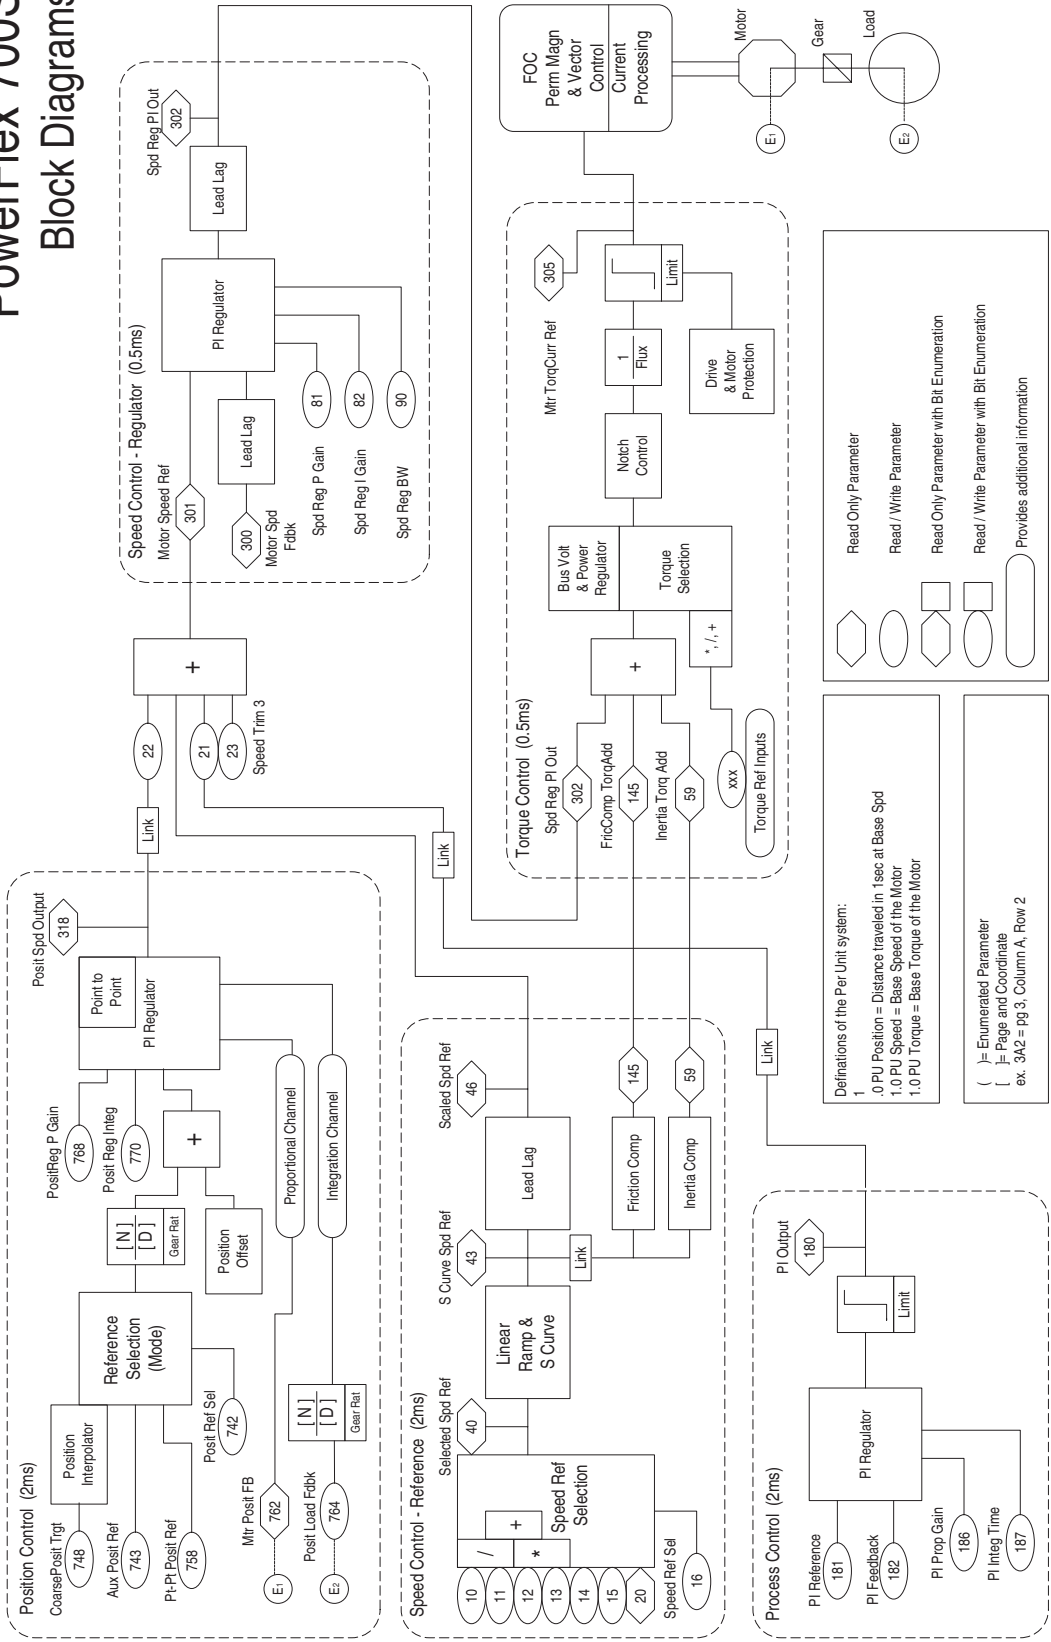 PowerFlex 700S
Block Diagrams
Position Control (2ms)
CoarsePosit Trgt
748
Aux Posit Ref
743
Pt-Pt Posit Ref
758
Position
Interpolator
Reference
Selection
(Mode)
Posit Ref Sel
742
[ N ]
[ D ]
Gear Rat
Position
Offset
+
PositReg P Gain
768
Posit Reg Integ
770
Point to
Point
PI Regulator
Posit Spd Output
318
Mtr Posit FB
762
E1
Posit Load Fdbk
764
E2
[ N ]
[ D ]
Gear Rat
Proportional Channel
Integration Channel
Link
22
21
23
Speed Trim 3
+
Link
Speed Control - Regulator (0.5ms)
Motor Speed Ref
301
300
Motor Spd
Fdbk
Lead Lag
PI Regulator
Lead Lag
Spd Reg PI Out
302
Spd Reg P Gain
81
Spd Reg I Gain
82
Spd Reg BW
90
Speed Control - Reference (2ms)
10
11
12
13
14
15
20
/
*
+
Speed Ref
Selection
Speed Ref Sel
16
Selected Spd Ref
40
Linear
Ramp &
S Curve
S Curve Spd Ref
43
Link
Lead Lag
Scaled Spd Ref
46
Friction Comp
145
Inertia Comp
59
Torque Control (0.5ms)
Spd Reg PI Out
302
FricComp TorqAdd
145
Inertia Torq Add
59
xxx
Torque Ref Inputs
+
*, /, +
Bus Volt
& Power
Regulator
Torque
Selection
Notch
Control
1
Flux
Mtr TorqCurr Ref
305
Limit
Drive
& Motor
Protection
FOC
Perm Magn
& Vector
Control
Current
Processing
Motor
Gear
Load
E1
E2
Process Control (2ms)
PI Reference
181
PI Feedback
182
PI Prop Gain
186
PI Integ Time
187
PI Regulator
Limit
PI Output
180
Link
Definations of the Per Unit system:
1
.0 PU Position = Distance traveled in 1sec at Base Spd
1.0 PU Speed = Base Speed of the Motor
1.0 PU Torque = Base Torque of the Motor
( )= Enumerated Parameter
[ ]= Page and Coordinate
ex. 3A2 = pg 3, Column A, Row 2
Read Only Parameter
Read / Write Parameter
Read Only Parameter with Bit Enumeration
Read / Write Parameter with Bit Enumeration
Provides additional information